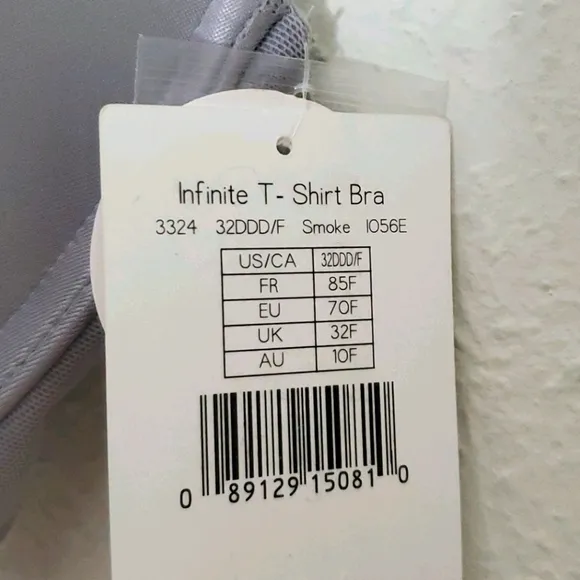 Infinite T- Shirt Bra
3324 32DDD/F Smoke 1056E
US/CA 32DDD/F
FR 85F
EU 70F
UK 32F
AU 10F
0 89129 15081 0